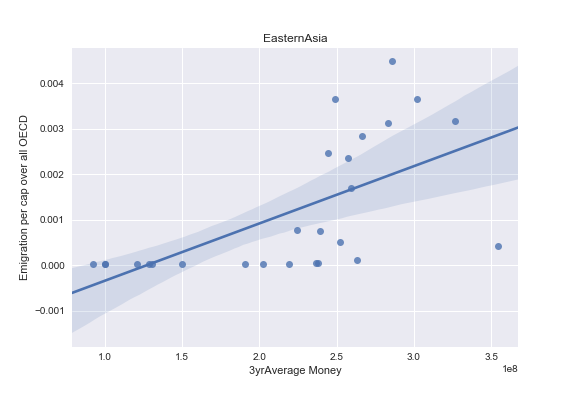 EasternAsia
0.004
0.003
0.002
0.001
0.000
−0.001
Emigration per cap over all OECD
1.0 1.5 2.0 2.5 3.0 3.5
1e8
3yrAverage Money